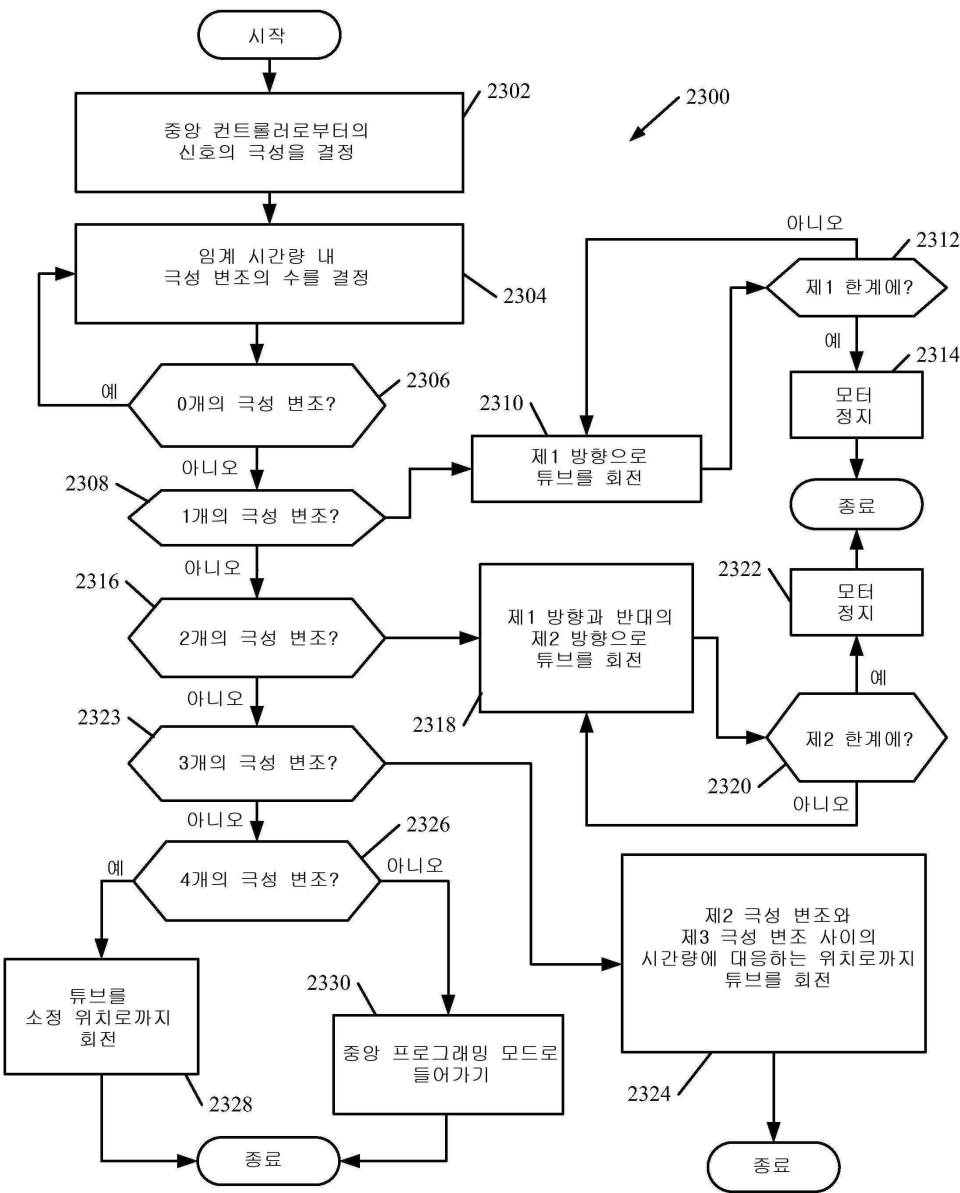 시작
2302
중앙 컨트롤러로부터의
신호의 극성을 결정
2300
임계 시간량 내
극성 변조의 수를 결정
2304
예
0개의 극성 변조?
2306
아니오
2308
1개의 극성 변조?
2310
제1 방향으로
튜브를 회전
아니오
2312
제1 한계에?
예
2314
모터
정지
종료
아니오
2316
2개의 극성 변조?
제1 방향과 반대의
제2 방향으로
튜브를 회전
2318
2322
모터
정지
예
제2 한계에?
2320
아니오
아니오
2323
3개의 극성 변조?
아니오
2326
4개의 극성 변조?
예
아니오
제2 극성 변조와
제3 극성 변조 사이의
시간량에 대응하는 위치로까지
튜브를 회전
2324
종료
튜브를
소정 위치로까지
회전
2328
2330
중앙 프로그래밍 모드로
들어가기
종료